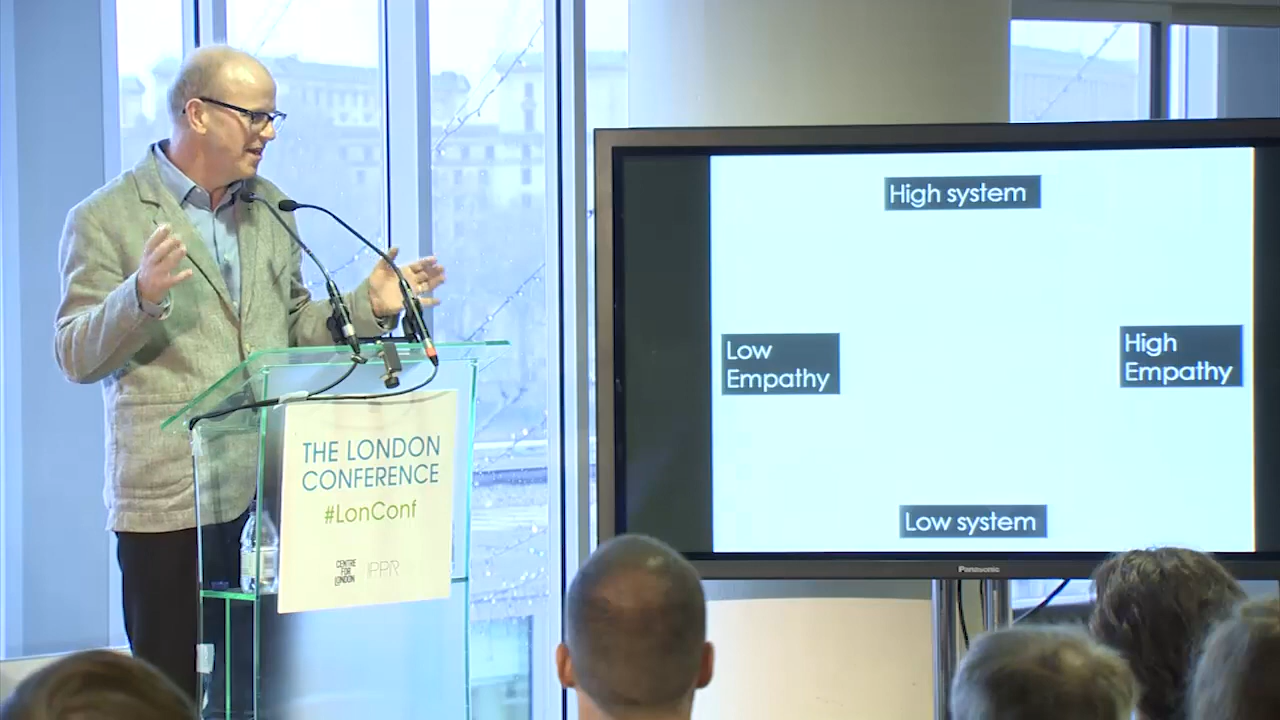 High system
Low
Empathy
High
Empathy
Low system
THE LONDON
CONFERENCE
#LonConf
CENTRE
FOR
LONDON
IPPR
Panasonic